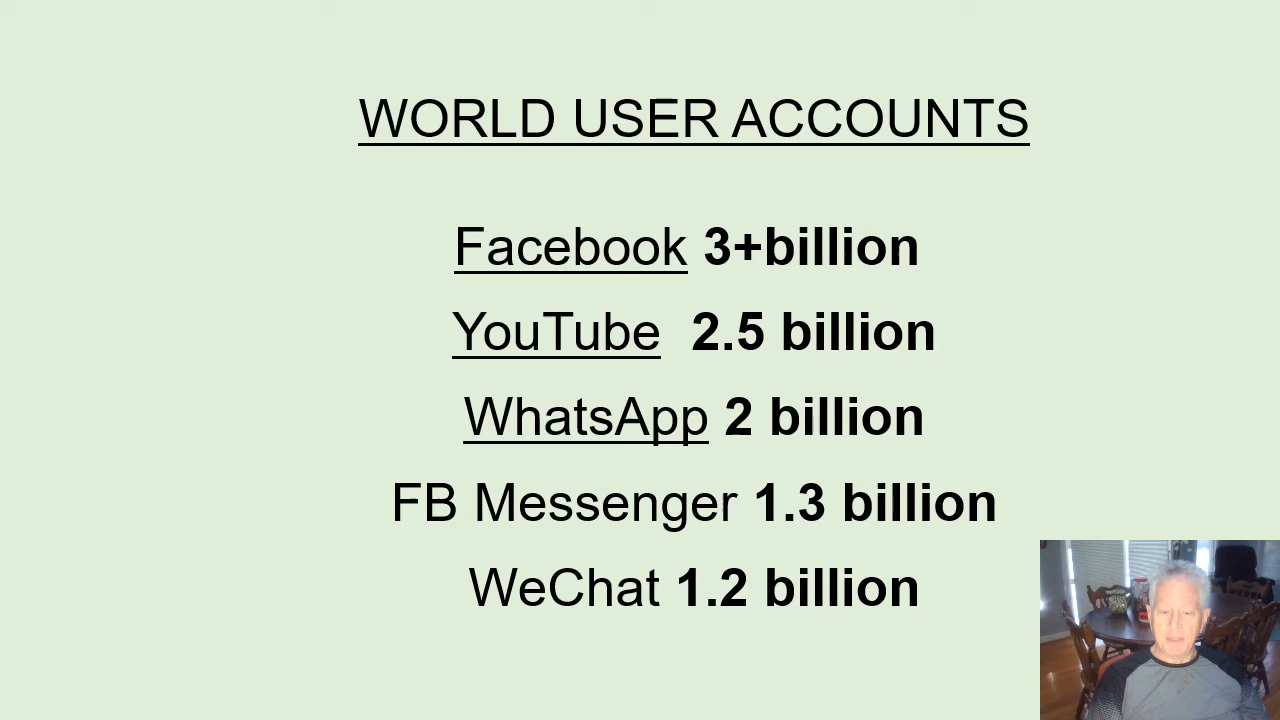 WORLD USER ACCOUNTS
Facebook 3+billion
YouTube 2.5 billion
WhatsApp 2 billion
FB Messenger 1.3 billion
WeChat 1.2 billion